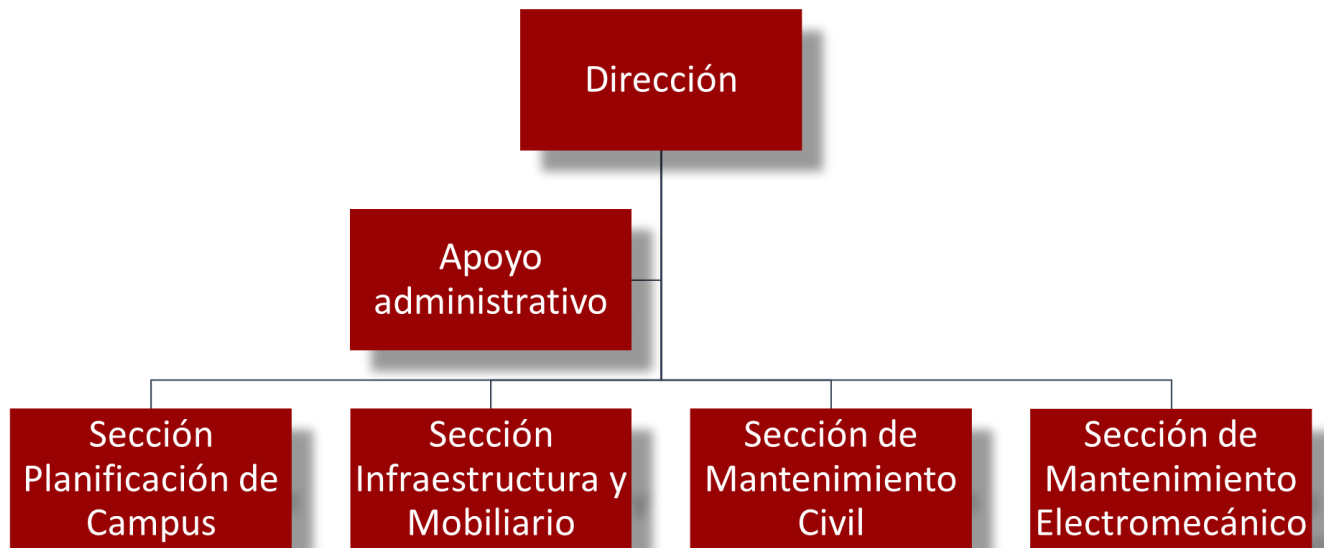 Dirección
Apoyo
administrativo
Sección
Planificación de
Campus
Sección
Infraestructura y
Mobiliario
Sección de
Mantenimiento
Civil
Sección de
Mantenimiento
Electromecánico